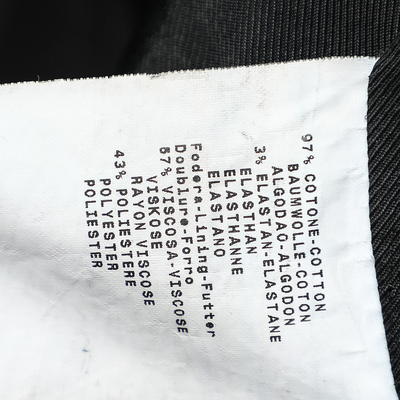 97% COTONE-COTTON
BAUMWOLLE-COTON
ALGODAO-ALGODON
3% ELASTAN-ELASTANE
ELASTHAN
ELASTHANNE
ELASTANO
Fodera-Lining-Futter
Doublure-Forro
57% VISCOSA-VISCOSE
VISKOSE
RAYON VISCOSE
43% POLIESTERE
POLYESTER
POLIESTER